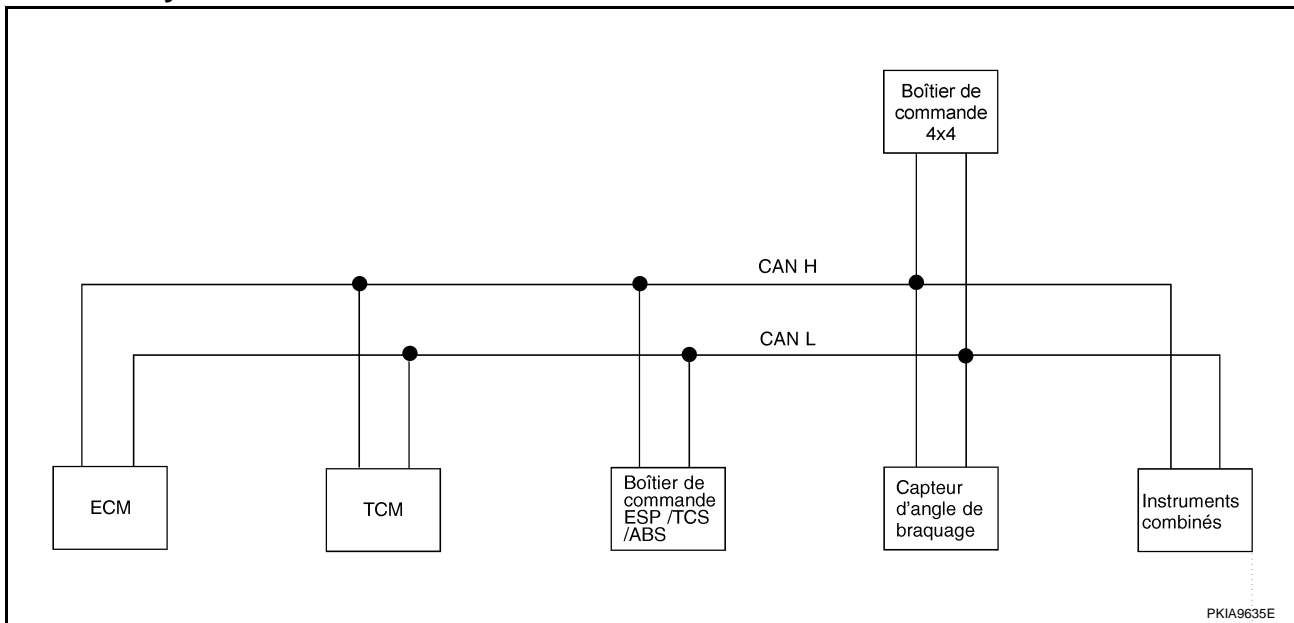 Boîtier de
commande
4x4
CAN H
CAN L
ECM
TCM
Boîtier de
commande
ESP /TCS
/ABS
Capteur
d'angle de
braquage
Instruments
combinés
PKIA9635E